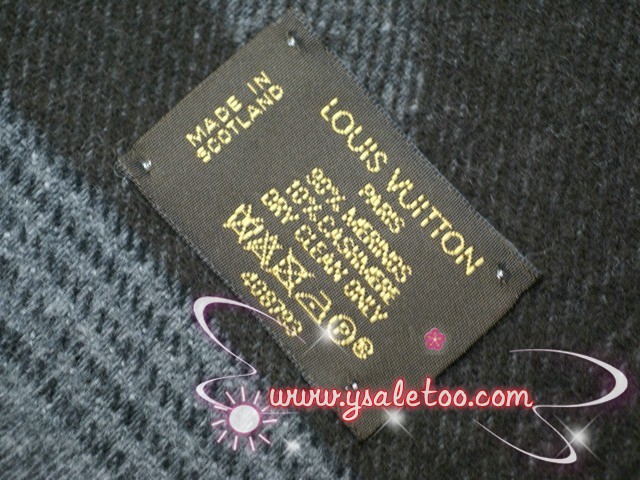 MADE IN
SCOTLAND
LOUIS VUITTON
PARIS
90% MERINOS
10% CASHMERE
DRY CLEAN ONLY
P
www.ysaletoo.com